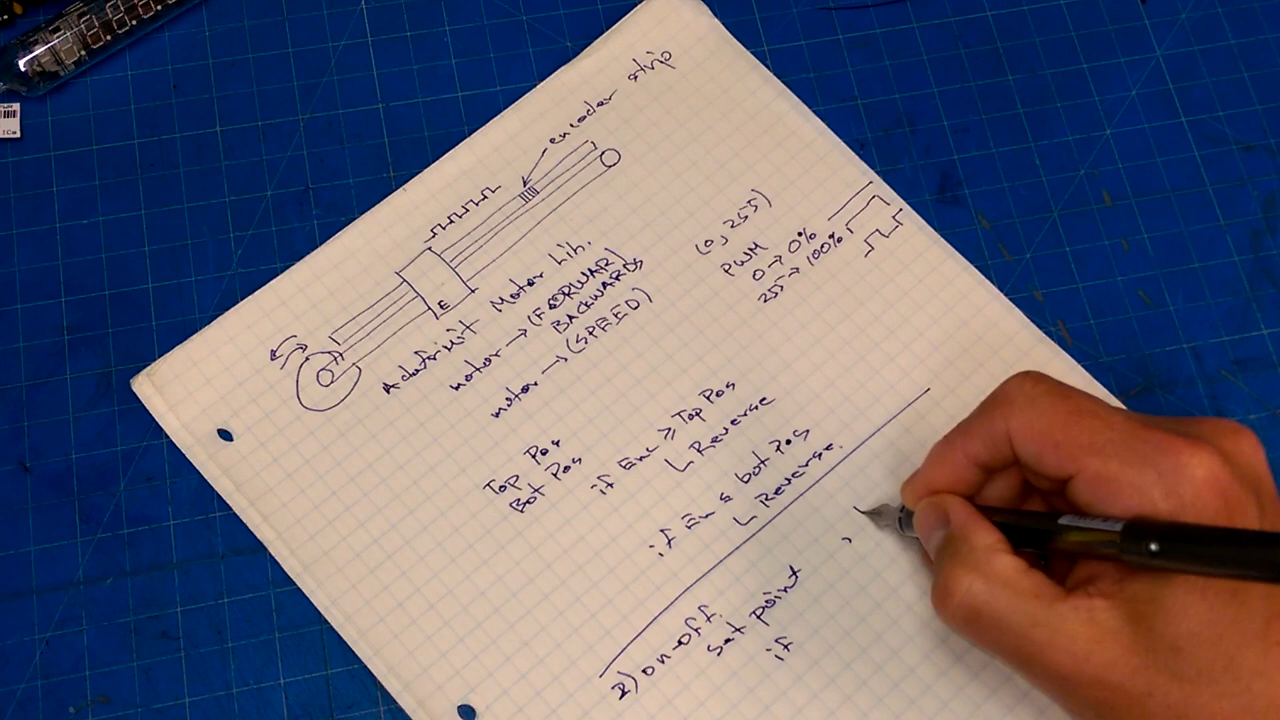 encoder strip
E
Adafruit Motor Lib.
motor → (FORWAR)
BACKWARDS
motor → (SPEED)
(0, 255)
PWM
0 → 0%
255 → 100%
Top Pos
Bot Pos
if Enc ≥ Top Pos
↳ Reverse
if En ≤ bot Pos
↳ Reverse.
2) on-off.
Set point
if